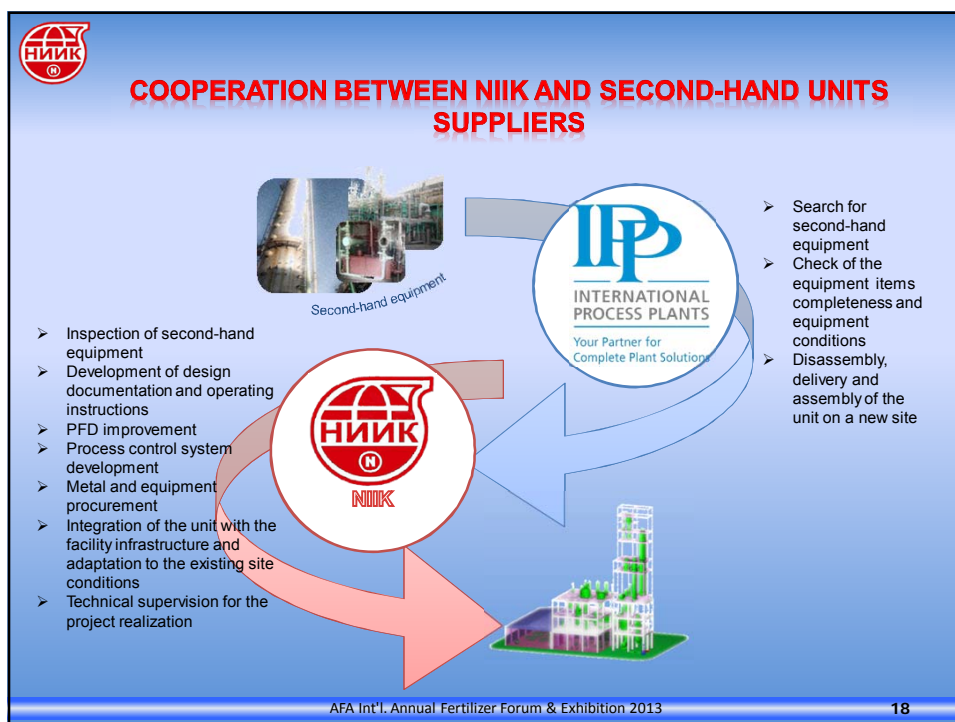 НИИК
N
COOPERATION BETWEEN NIIK AND SECOND-HAND UNITS
SUPPLIERS
Second-hand equipment
IPP
INTERNATIONAL
PROCESS PLANTS
Your Partner for
Complete Plant Solutions
➢ Search for
second-hand
equipment
➢ Check of the
equipment items
completeness and
equipment
conditions
➢ Disassembly,
delivery and
assembly of the
unit on a new site
➢ Inspection of second-hand
equipment
➢ Development of design
documentation and operating
instructions
➢ PFD improvement
➢ Process control system
development
➢ Metal and equipment
procurement
➢ Integration of the unit with the
facility infrastructure and
adaptation to the existing site
conditions
➢ Technical supervision for the
project realization
НИИК
N
NIIK
AFA Int'l. Annual Fertilizer Forum & Exhibition 2013
18